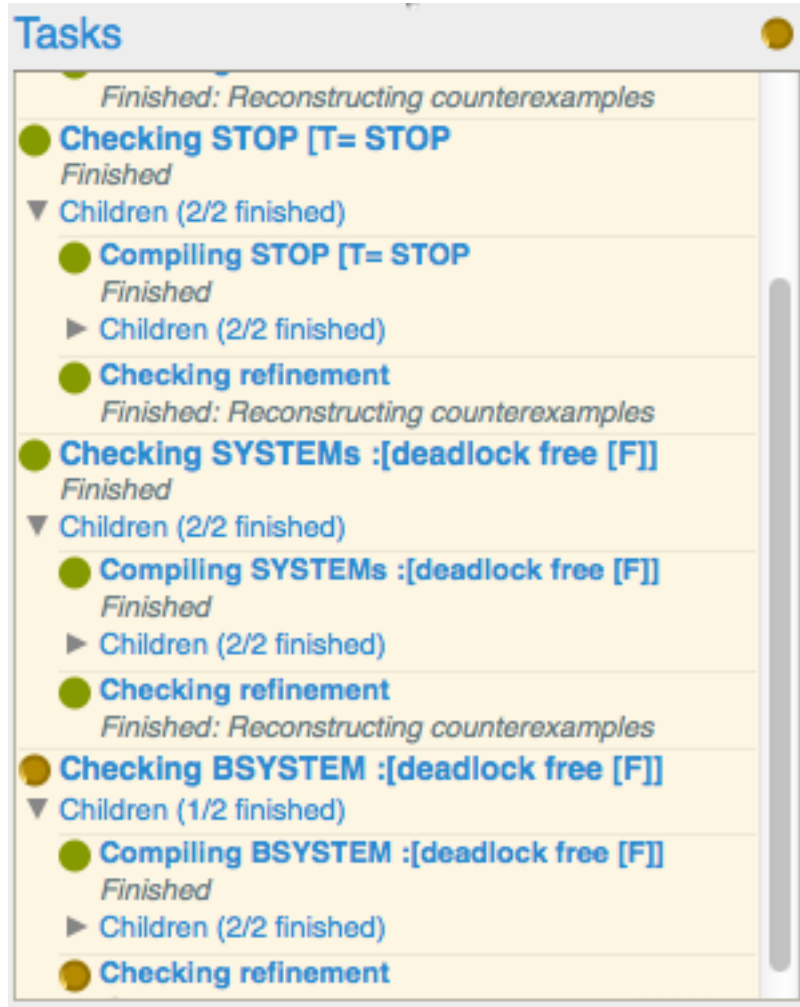 Tasks
Finished: Reconstructing counterexamples
Checking STOP [T= STOP
Finished
Children (2/2 finished)
Compiling STOP [T= STOP
Finished
Children (2/2 finished)
Checking refinement
Finished: Reconstructing counterexamples
Checking SYSTEMs :[deadlock free [F]]
Finished
Children (2/2 finished)
Compiling SYSTEMs :[deadlock free [F]]
Finished
Children (2/2 finished)
Checking refinement
Finished: Reconstructing counterexamples
Checking BSYSTEM :[deadlock free [F]]
Children (1/2 finished)
Compiling BSYSTEM :[deadlock free [F]]
Finished
Children (2/2 finished)
Checking refinement